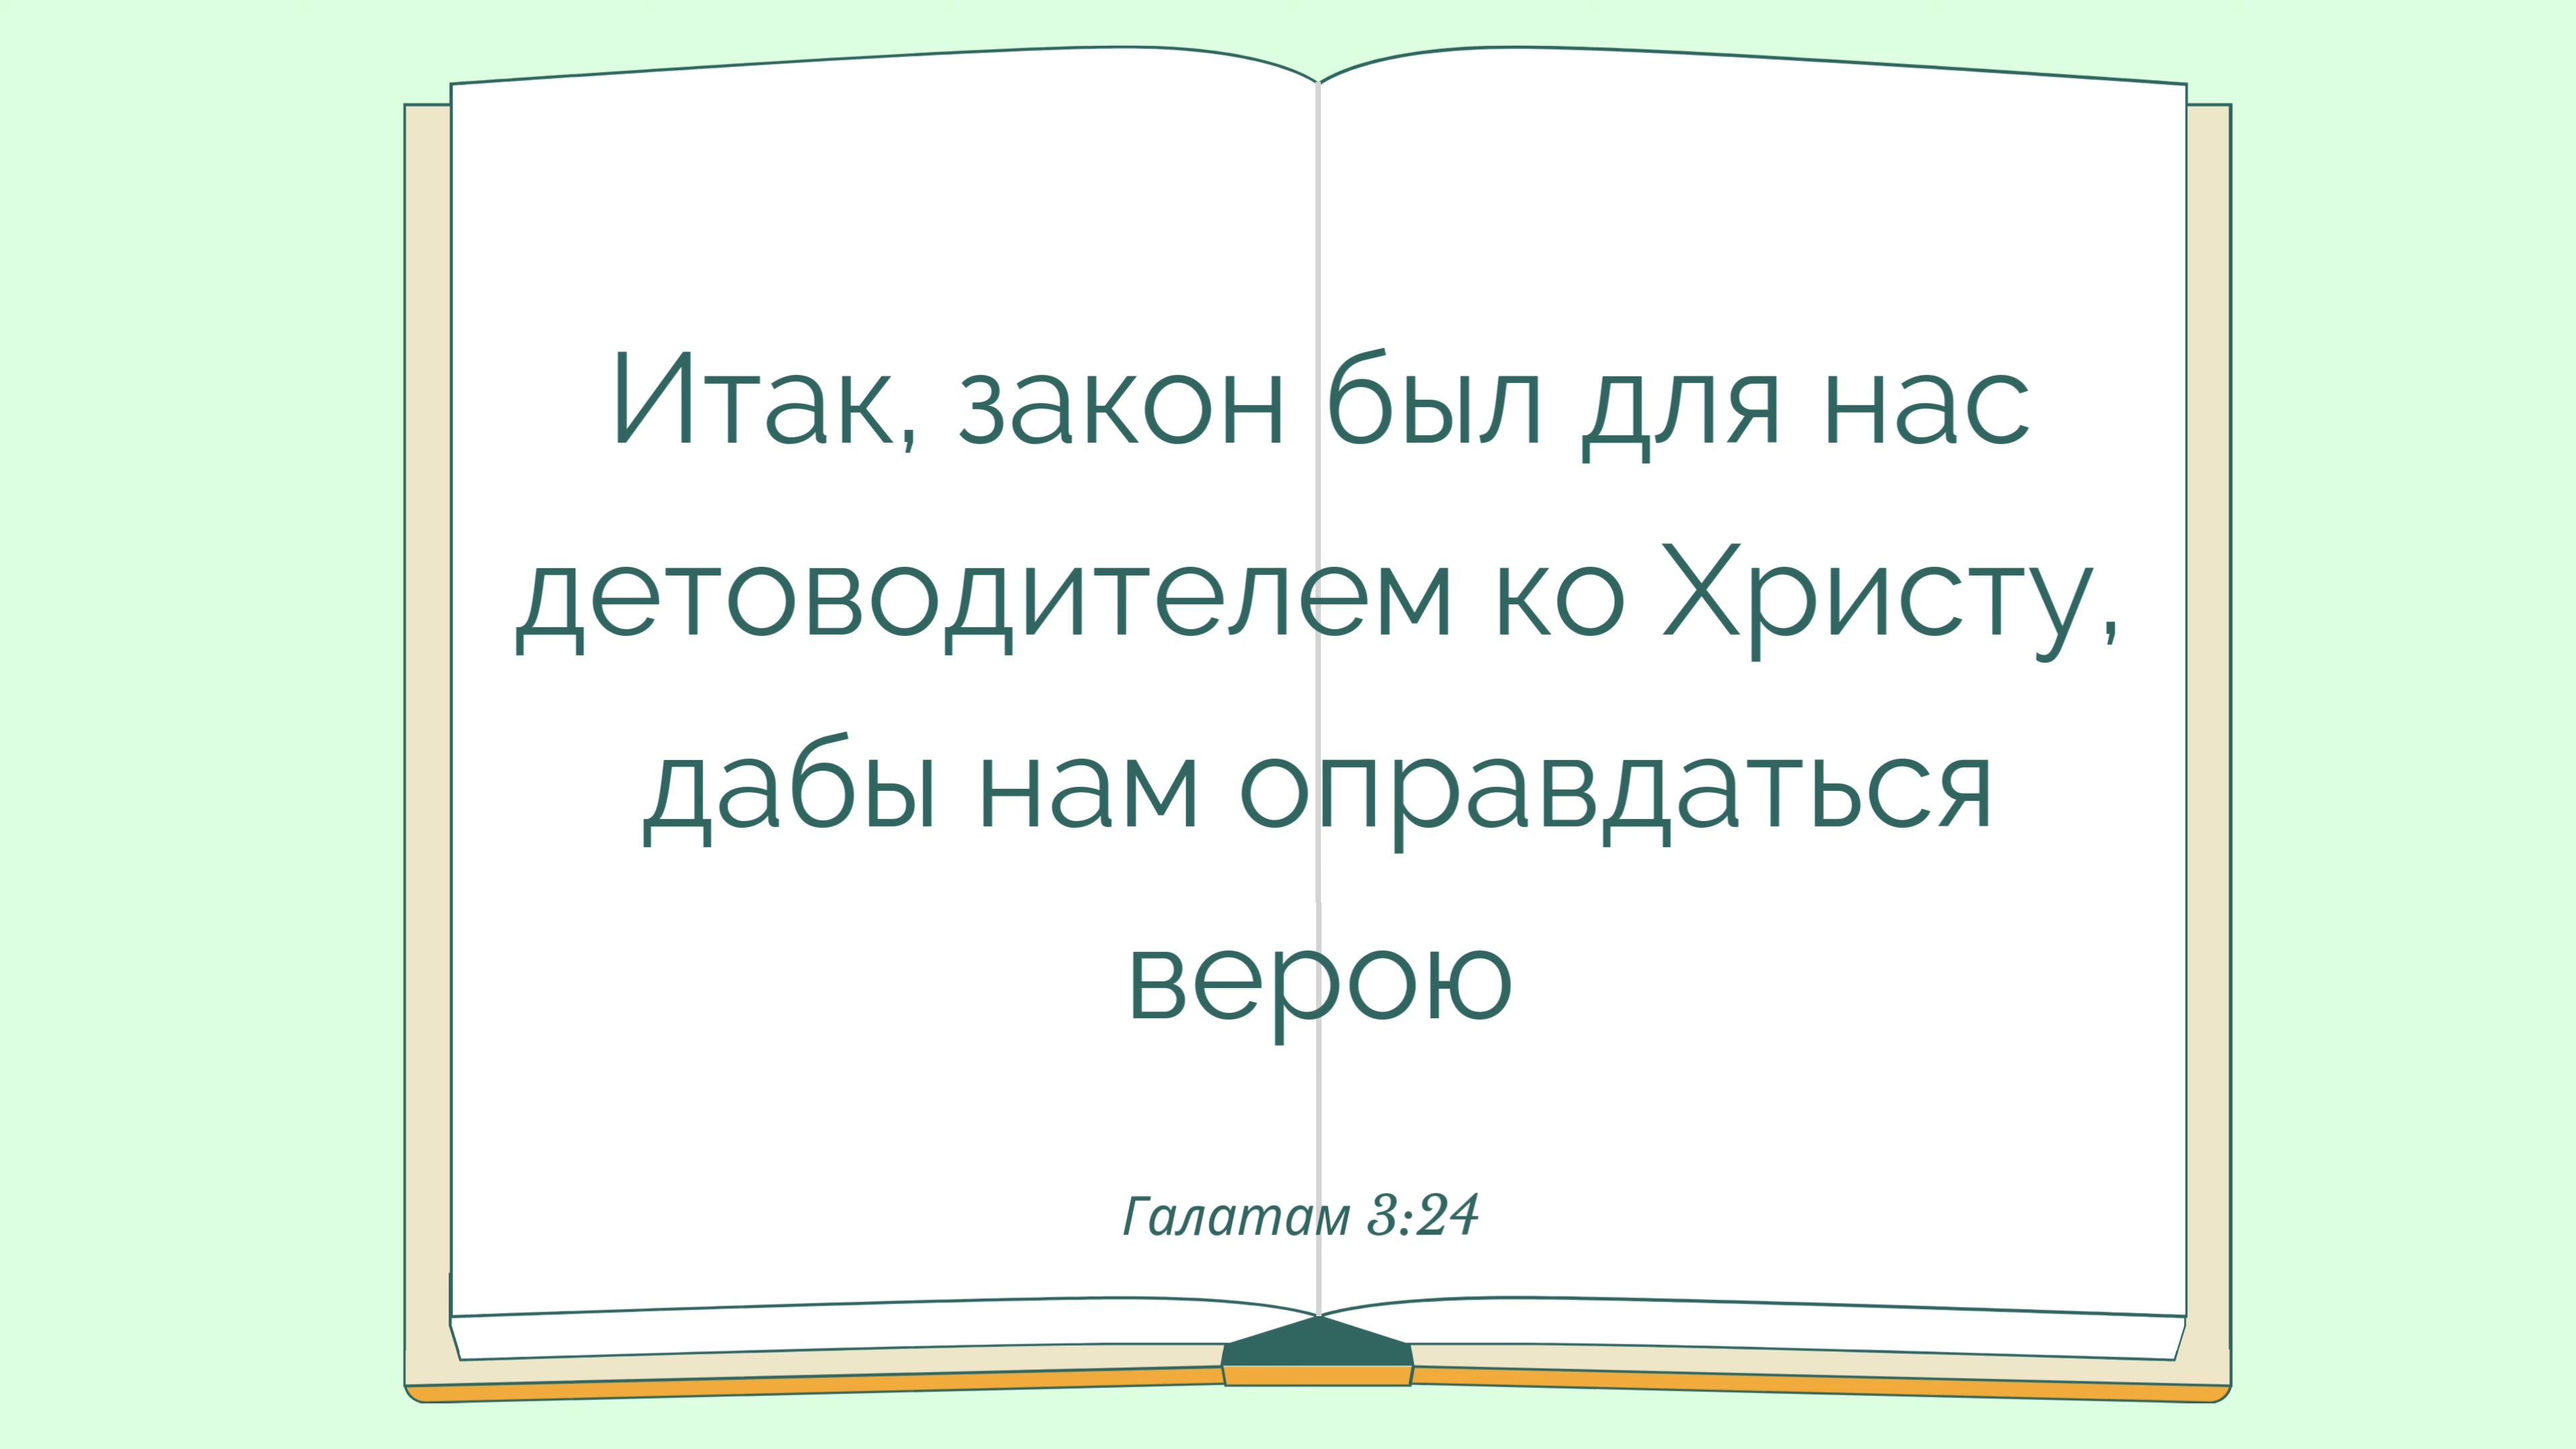 Итак, закон был для нас
детоводителем ко Христу,
дабы нам оправдаться
верою
Галатам 3:24